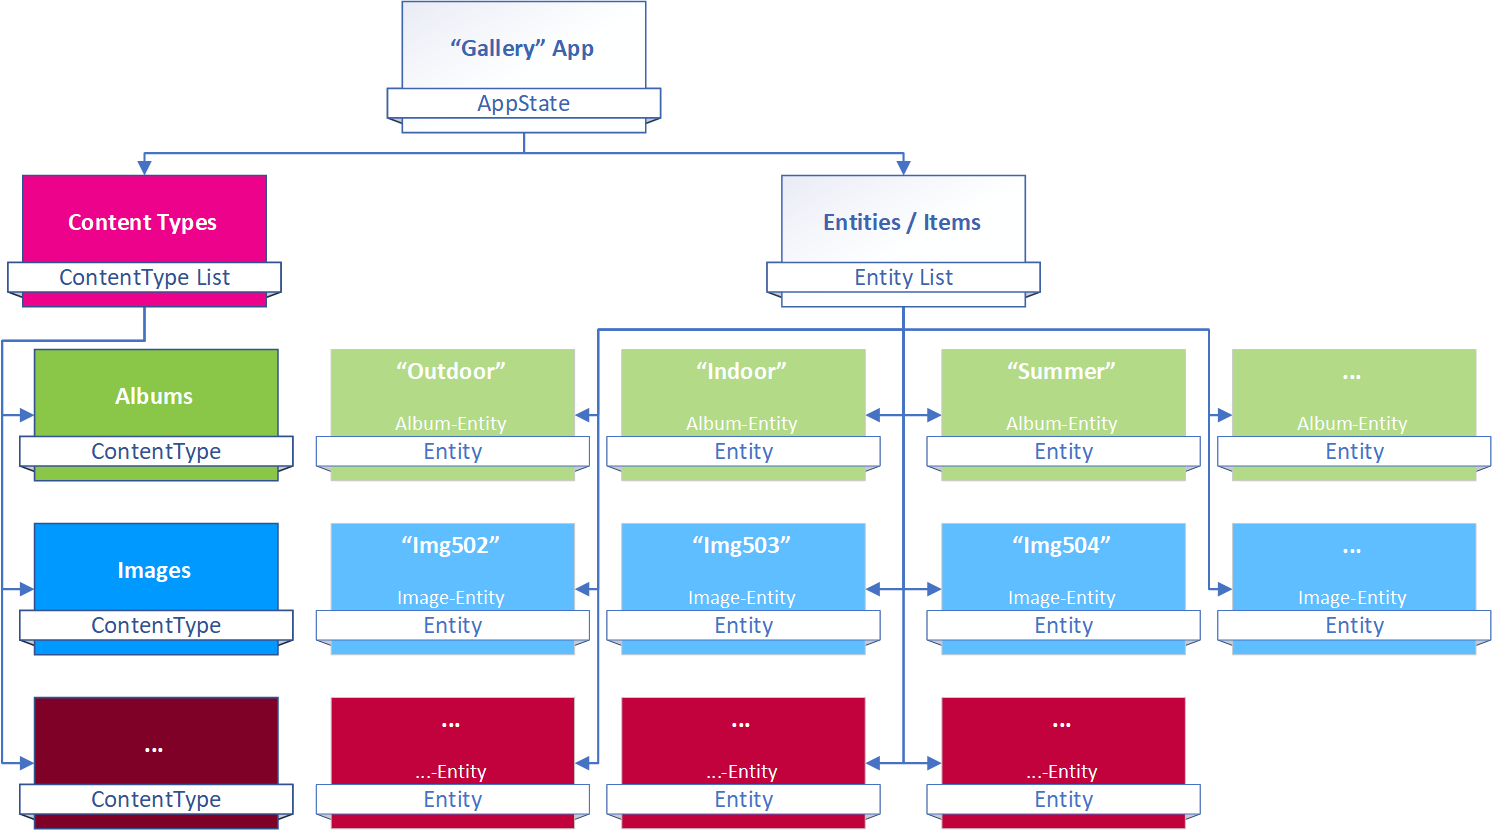 “Gallery” App
AppState
Content Types
ContentType List
Entities / Items
Entity List
Albums
ContentType
“Outdoor”
Album-Entity
Entity
“Indoor”
Album-Entity
Entity
“Summer”
Album-Entity
Entity
...
Album-Entity
Entity
Images
ContentType
“Img502”
Image-Entity
Entity
“Img503”
Image-Entity
Entity
“Img504”
Image-Entity
Entity
...
Image-Entity
Entity
...
ContentType
...
...-Entity
Entity
...
...-Entity
Entity
...
...-Entity
Entity